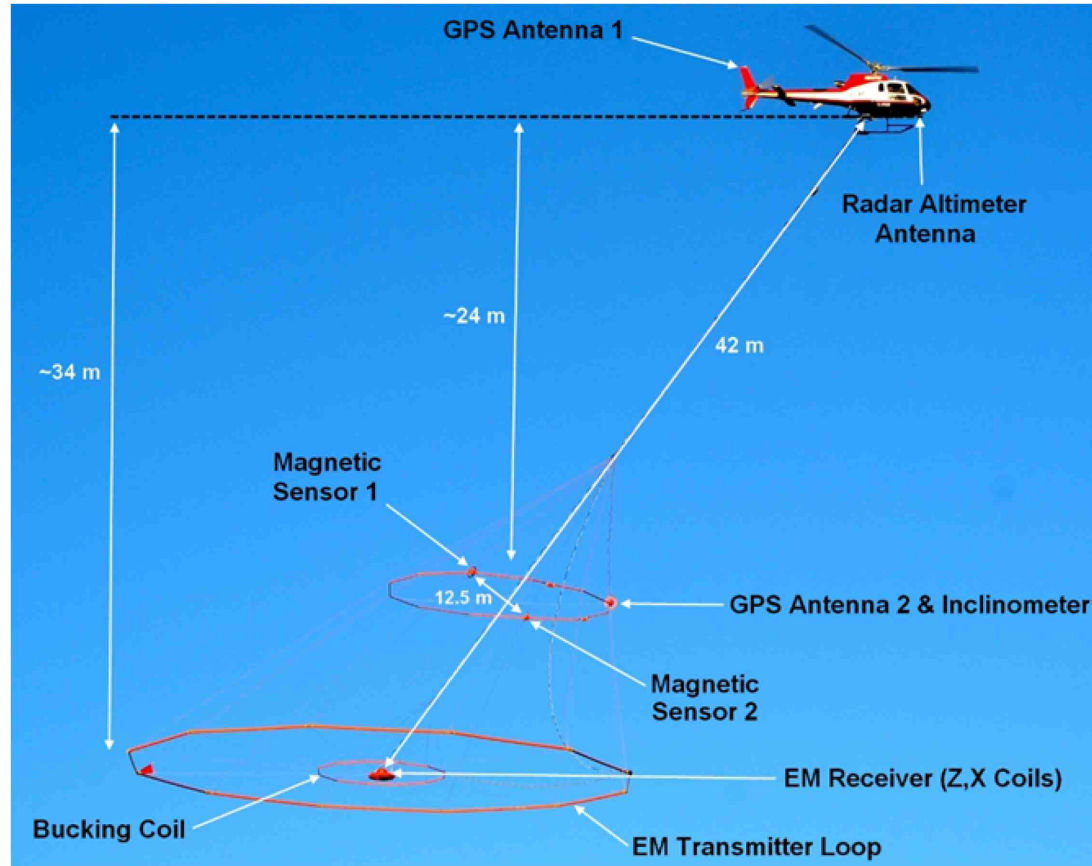 GPS Antenna 1
Radar Altimeter
Antenna
~24 m
42 m
~34 m
Magnetic
Sensor 1
12.5 m
GPS Antenna 2 & Inclinometer
Magnetic
Sensor 2
EM Receiver (Z,X Coils)
Bucking Coil
EM Transmitter Loop